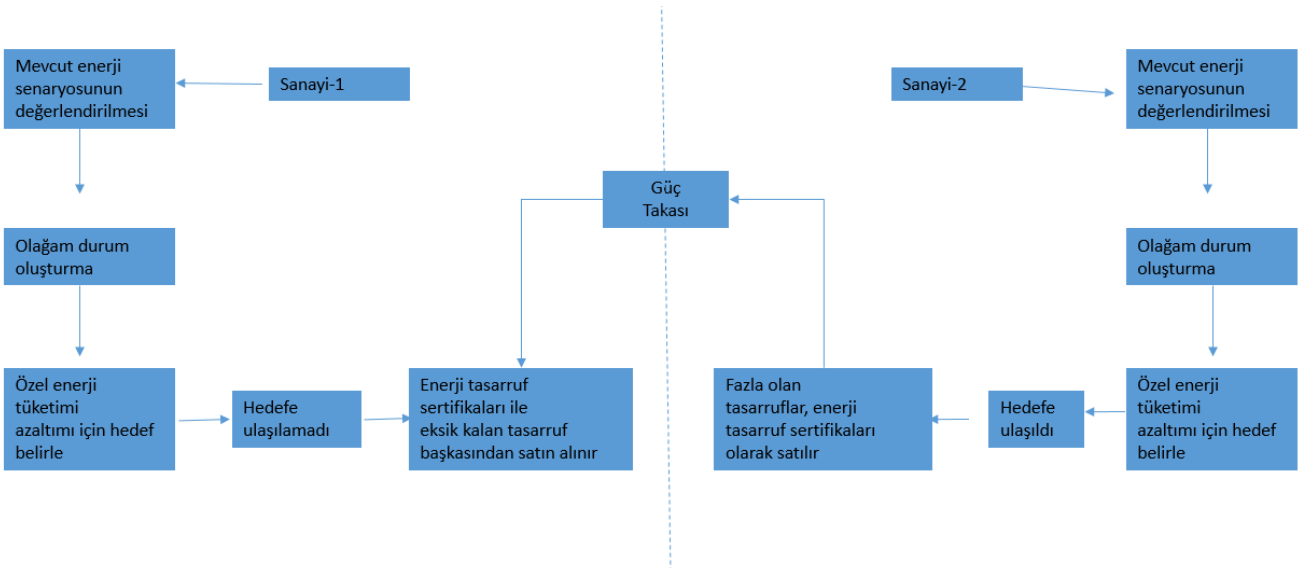 Mevcut enerji
senaryosunun
değerlendirilmesi
Sanayi-1
Olağam durum
oluşturma
Özel enerji
tüketimi
azaltımı için hedef
belirle
Hedefe
ulaşılamadı
Enerji tasarruf
sertifikaları ile
eksik kalan tasarruf
başkasından satın alınır
Güç
Takası
Sanayi-2
Mevcut enerji
senaryosunun
değerlendirilmesi
Olağam durum
oluşturma
Özel enerji
tüketimi
azaltımı için hedef
belirle
Hedefe
ulaşıldı
Fazla olan
tasarruflar, enerji
tasarruf sertifikaları
olarak satılır